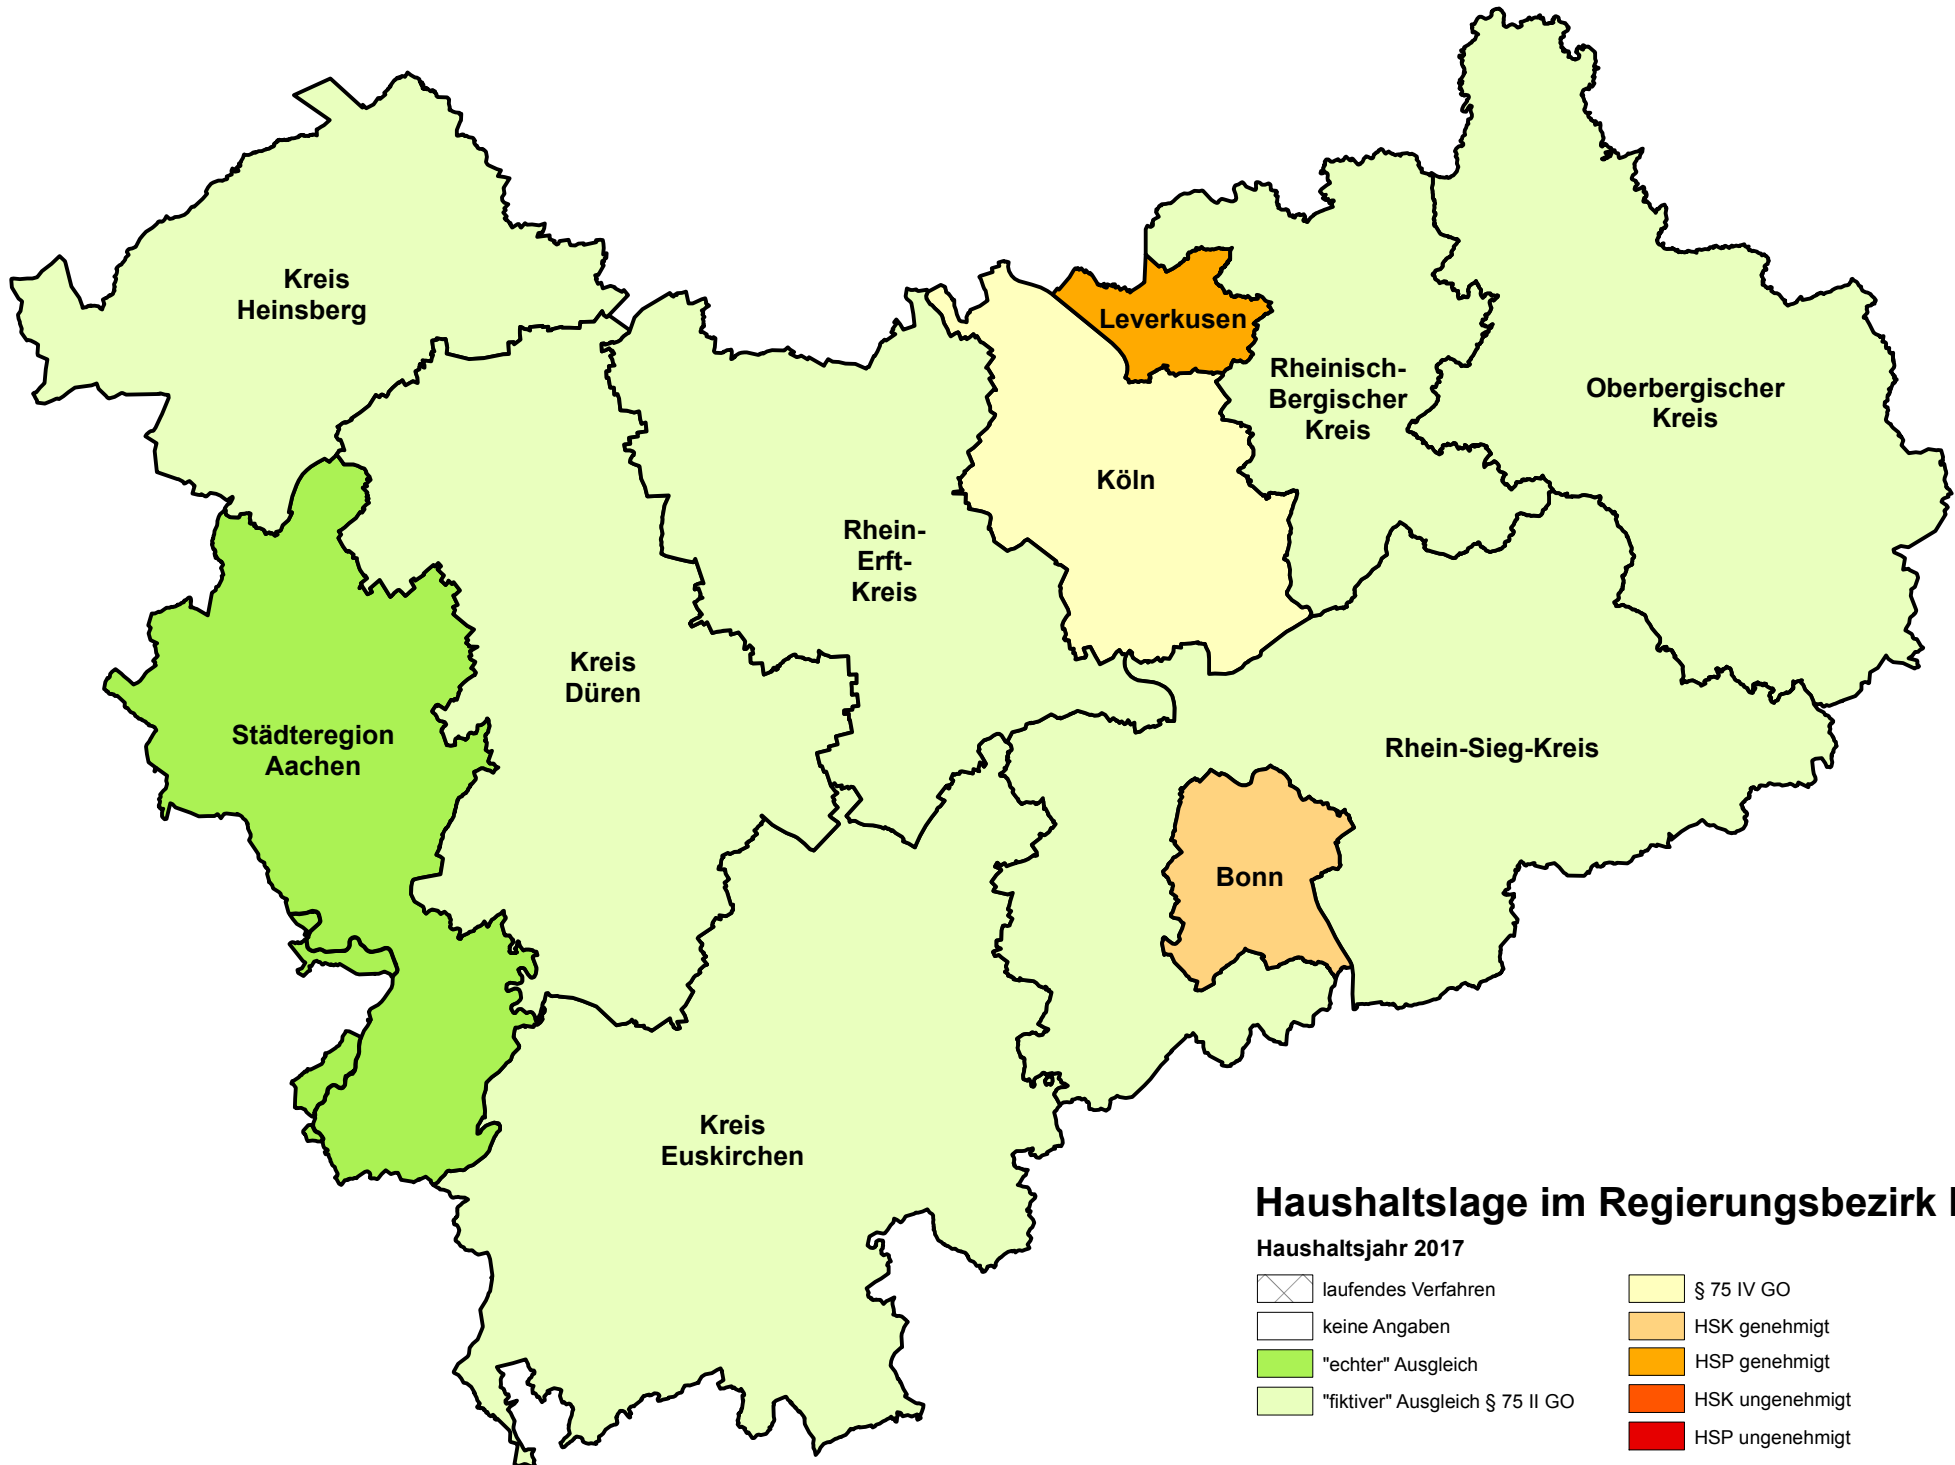 Kreis
Heinsberg
Leverkusen
Rheinisch-
Bergischer
Kreis
Oberbergischer
Kreis
Köln
Rhein-
Erft-
Kreis
Kreis
Düren
Städteregion
Aachen
Rhein-Sieg-Kreis
Bonn
Kreis
Euskirchen
Haushaltslage im Regierungsbezirk
Haushaltsjahr 2017
laufendes Verfahren
keine Angaben
"echter" Ausgleich
"fiktiver" Ausgleich § 75 II GO
§ 75 IV GO
HSK genehmigt
HSP genehmigt
HSK ungenehmigt
HSP ungenehmigt